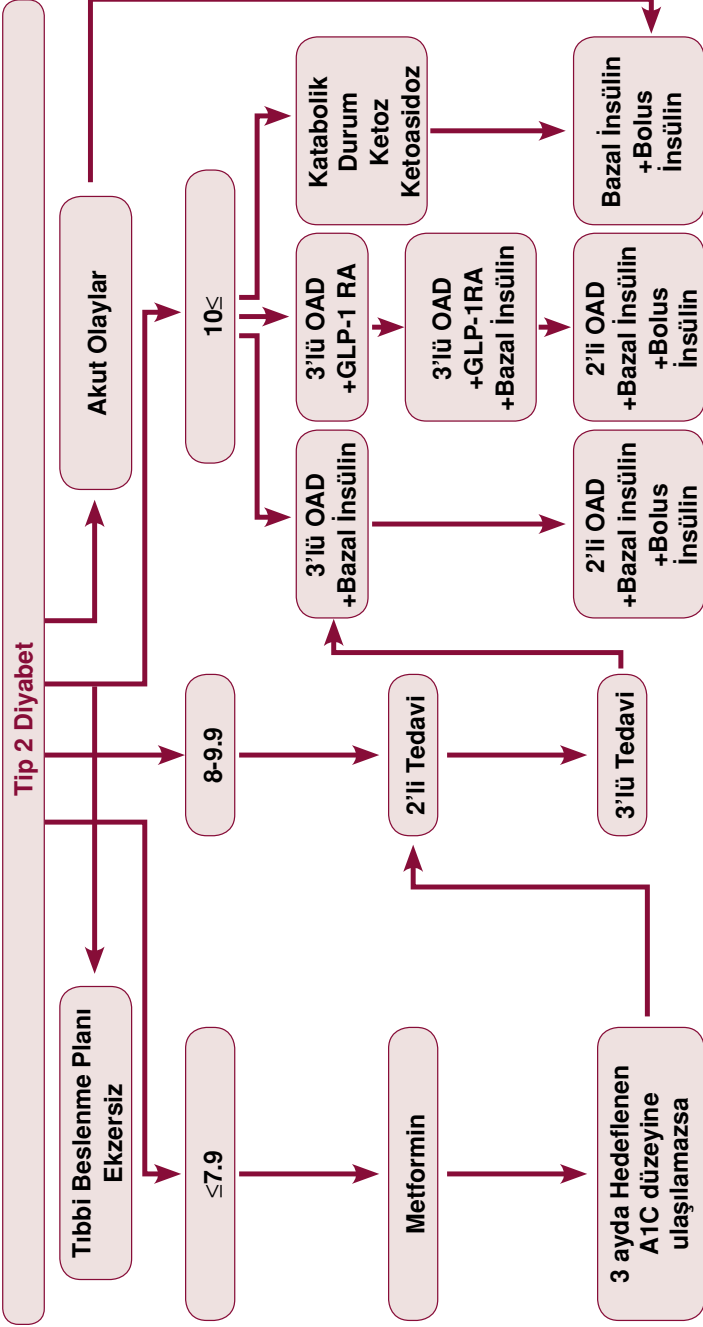 Tip 2 Diyabet
Tıbbi Beslenme Planı
Ekzersiz
Akut Olaylar
≤7.9
8-9.9
10≤
Metformin
2'li Tedavi
3'lü OAD
+Bazal İnsülin
3'lü OAD
+GLP-1 RA
Katabolik
Durum
Ketoz
Ketoasidoz
3'lü OAD
+GLP-1RA
+Bazal İnsülin
3 ayda Hedeflenen
A1C düzeyine
ulaşılamazsa
3'lü Tedavi
2'li OAD
+Bazal insülin
+Bolus
İnsülin
2'li OAD
+Bazal İnsülin
+Bolus
İnsülin
Bazal İnsülin
+Bolus
İnsülin